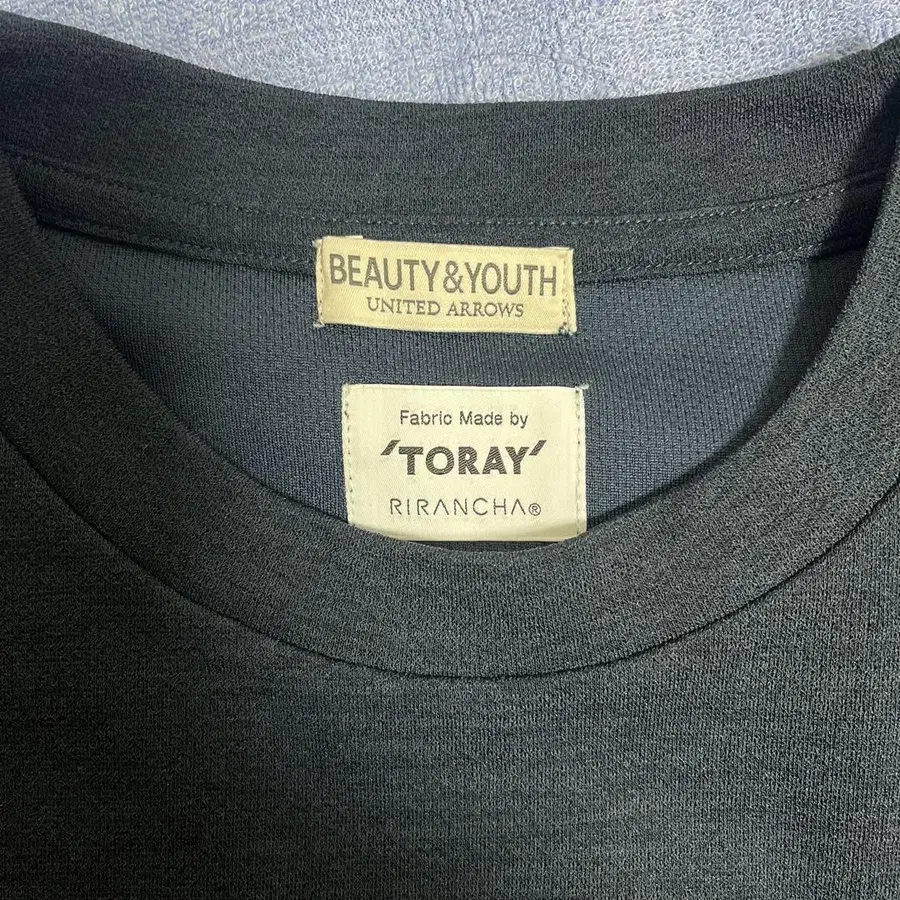 BEAUTY&YOUTH
UNITED ARROWS
Fabric Made by
'TORAY'
RIRANCHA®